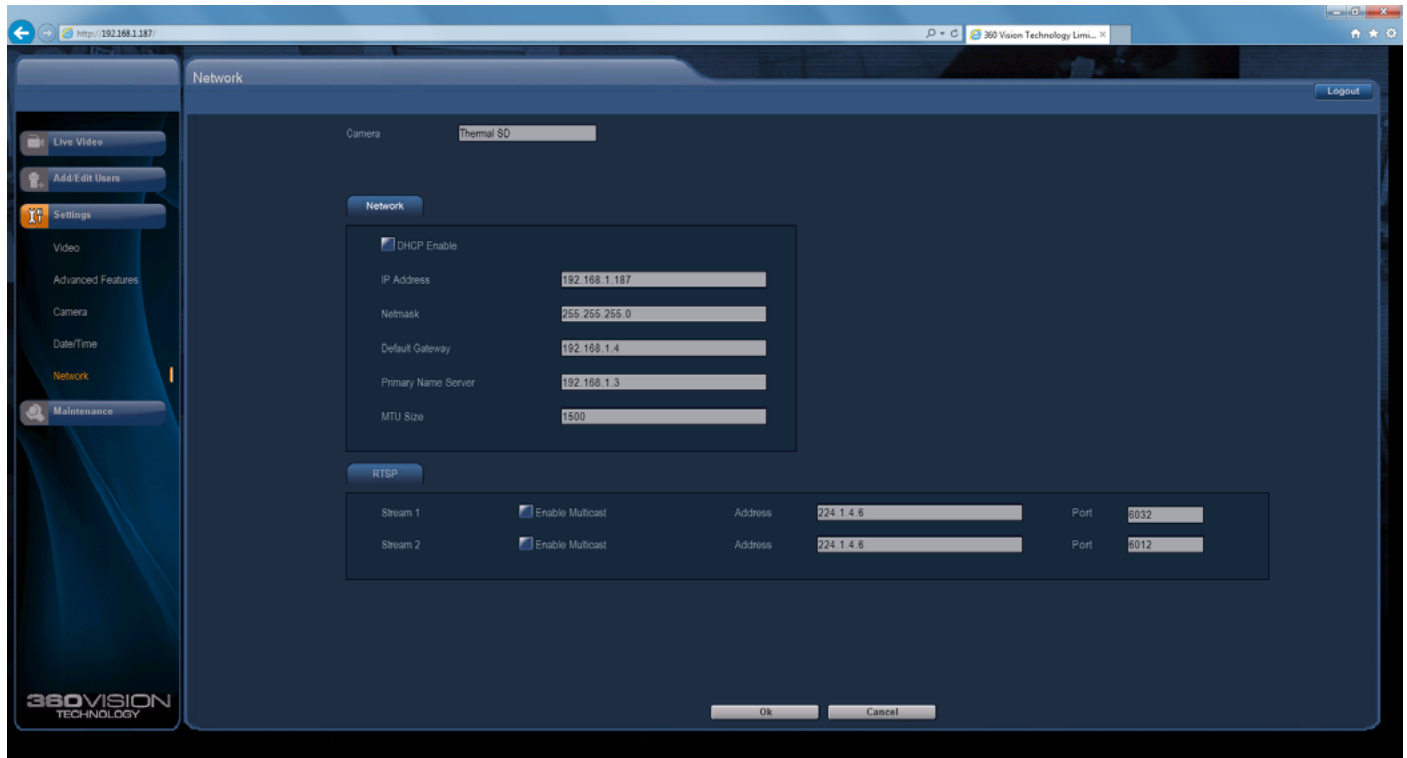 http://192.168.1.187/
360 Vision Technology Limi...
Network
Logout
Live Video
Add/Edit Users
Settings
Video
Advanced Features
Camera
Date/Time
Network
Maintenance
360VISION
TECHNOLOGY
Camera Thermal SD
Network
DHCP Enable
IP Address 192.168.1.187
Netmask 255.255.255.0
Default Gateway 192.168.1.4
Primary Name Server 192.168.1.3
MTU Size 1500
RTSP
Stream 1 Enable Multicast Address 224.1.4.6 Port 6032
Stream 2 Enable Multicast Address 224.1.4.6 Port 6012
Ok Cancel